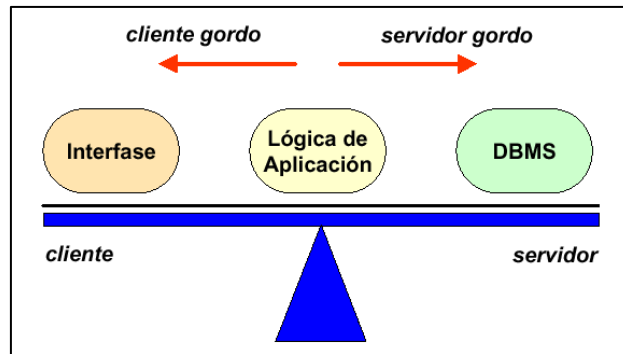 cliente gordo
servidor gordo
Interfase
Lógica de
Aplicación
DBMS
cliente
servidor